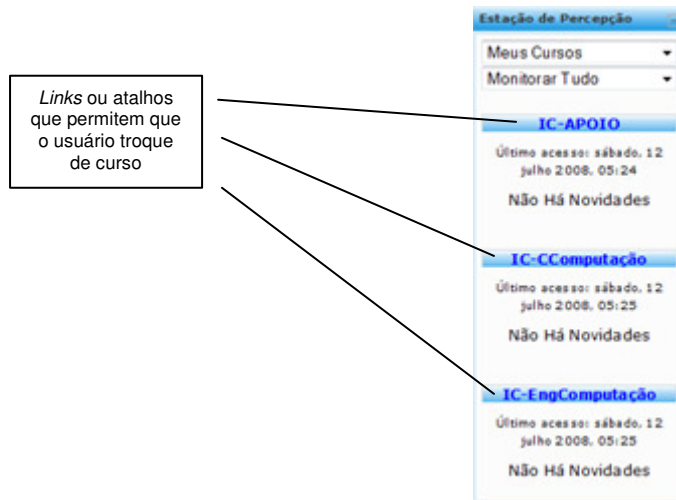 Estação de Percepção
Meus Cursos
Monitorar Tudo
Links ou atalhos
que permitem que
o usuário troque
de curso
IC-APOIO
Último acesso: sábado, 12
julho 2008, 05:24
Não Há Novidades
IC-CComputação
Último acesso: sábado, 12
julho 2008, 05:25
Não Há Novidades
IC-EngComputação
Último acesso: sábado, 12
julho 2008, 05:25
Não Há Novidades